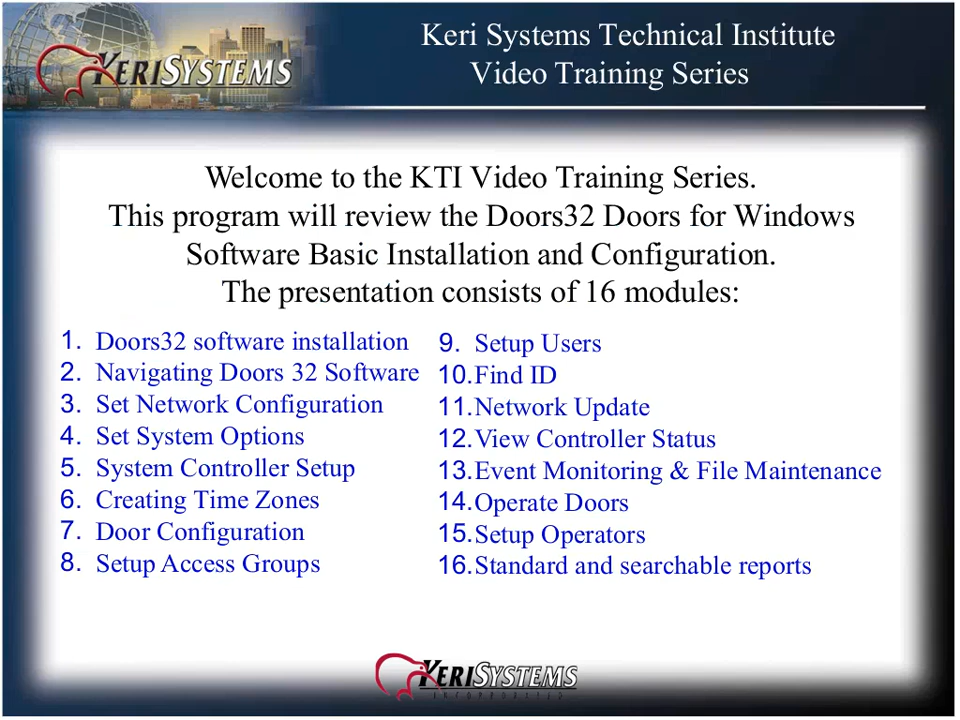 KERISYSTEMS
Keri Systems Technical Institute
Video Training Series
Welcome to the KTI Video Training Series.
This program will review the Doors32 Doors for Windows
Software Basic Installation and Configuration.
The presentation consists of 16 modules:
1. Doors32 software installation
2. Navigating Doors 32 Software
3. Set Network Configuration
4. Set System Options
5. System Controller Setup
6. Creating Time Zones
7. Door Configuration
8. Setup Access Groups
9. Setup Users
10. Find ID
11. Network Update
12. View Controller Status
13. Event Monitoring & File Maintenance
14. Operate Doors
15. Setup Operators
16. Standard and searchable reports
KERISYSTEMS
INCORPORATED